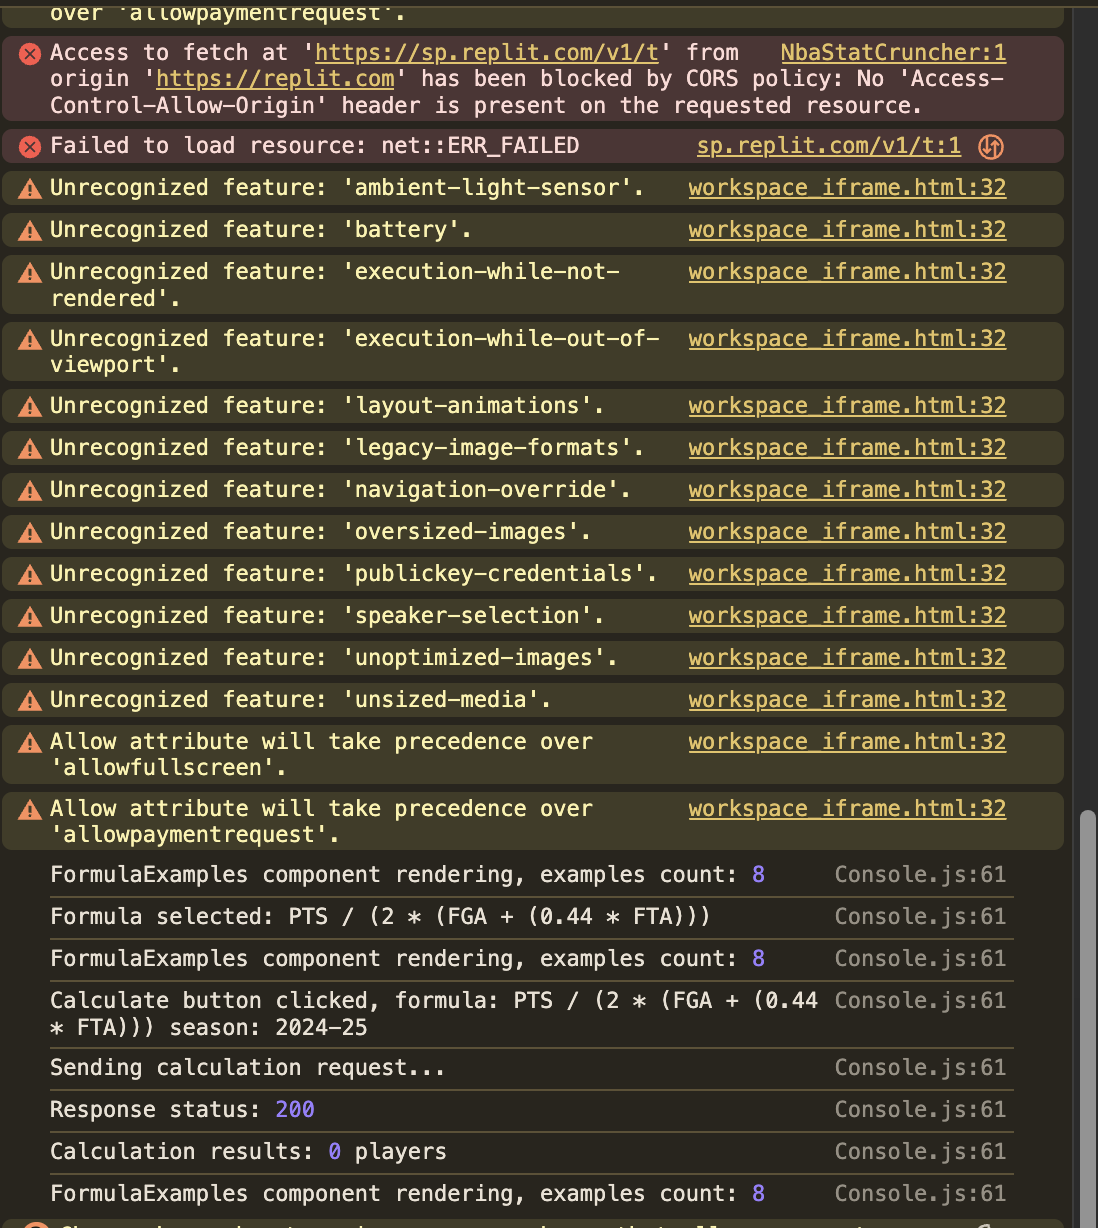 over 'allowpaymentrequest'.
Access to fetch at 'https://sp.replit.com/v1/t' from NbaStatCruncher:1
origin 'https://replit.com' has been blocked by CORS policy: No 'Access-
Control-Allow-Origin' header is present on the requested resource.
Failed to load resource: net::ERR_FAILED sp.replit.com/v1/t:1
Unrecognized feature: 'ambient-light-sensor'. workspace_iframe.html:32
Unrecognized feature: 'battery'. workspace_iframe.html:32
Unrecognized feature: 'execution-while-not- workspace_iframe.html:32
rendered'.
Unrecognized feature: 'execution-while-out-of- workspace_iframe.html:32
viewport'.
Unrecognized feature: 'layout-animations'. workspace_iframe.html:32
Unrecognized feature: 'legacy-image-formats'. workspace_iframe.html:32
Unrecognized feature: 'navigation-override'. workspace_iframe.html:32
Unrecognized feature: 'oversized-images'. workspace_iframe.html:32
Unrecognized feature: 'publickey-credentials'. workspace_iframe.html:32
Unrecognized feature: 'speaker-selection'. workspace_iframe.html:32
Unrecognized feature: 'unoptimized-images'. workspace_iframe.html:32
Unrecognized feature: 'unsized-media'. workspace_iframe.html:32
Allow attribute will take precedence over workspace_iframe.html:32
'allowfullscreen'.
Allow attribute will take precedence over workspace_iframe.html:32
'allowpaymentrequest'.
FormulaExamples component rendering, examples count: 8 Console.js:61
Formula selected: PTS / (2 * (FGA + (0.44 * FTA))) Console.js:61
FormulaExamples component rendering, examples count: 8 Console.js:61
Calculate button clicked, formula: PTS / (2 * (FGA + (0.44 Console.js:61
* FTA))) season: 2024-25
Sending calculation request... Console.js:61
Response status: 200 Console.js:61
Calculation results: 0 players Console.js:61
FormulaExamples component rendering, examples count: 8 Console.js:61